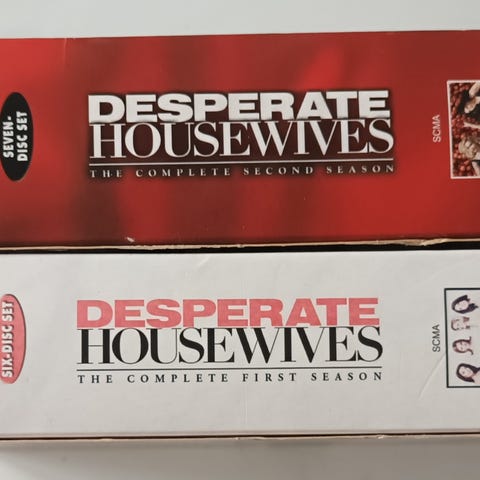 SEVEN-
DISC SET
DESPERATE
HOUSEWIVES
THE COMPLETE SECOND SEASON
SCMA
SIX-DISC SET
DESPERATE
HOUSEWIVES
THE COMPLETE FIRST SEASON
SCMA